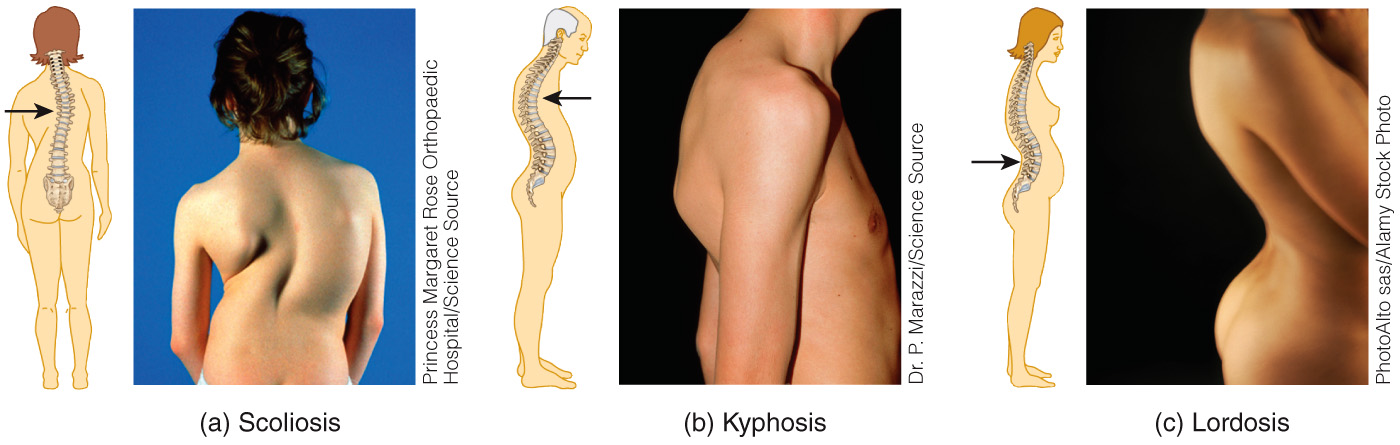 Princess Margaret Rose Orthopaedic
Hospital/Science Source
Dr. P. Marazzi/Science Source
PhotoAlto sas/Alamy Stock Photo
(a) Scoliosis
(b) Kyphosis
(c) Lordosis